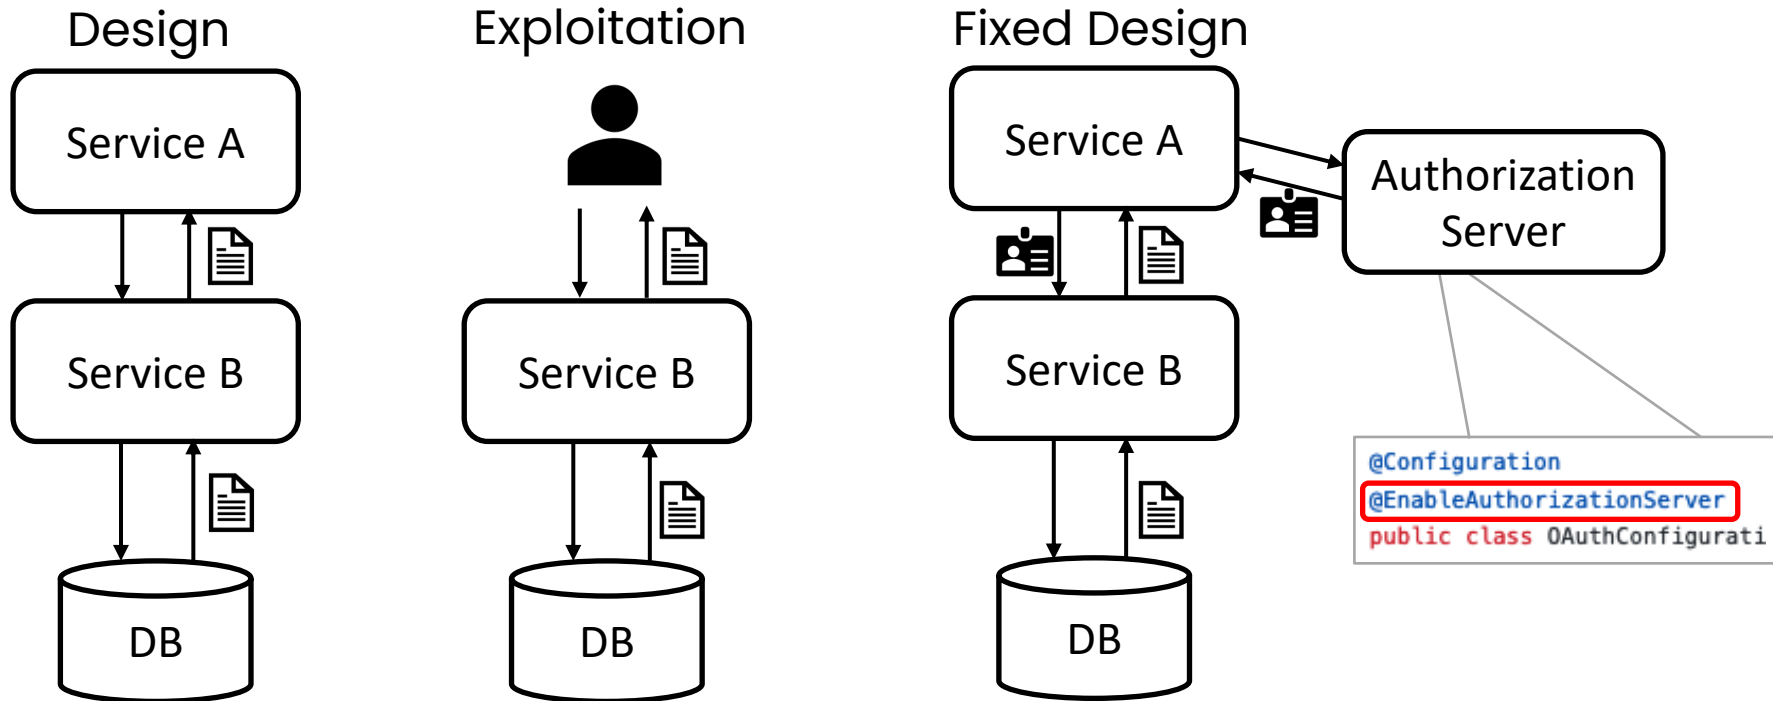 Design
Service A
Service B
DB
Exploitation
Service B
DB
Fixed Design
Service A
Service B
DB
Authorization
Server
@Configuration
@EnableAuthorizationServer
public class OAuthConfigurati